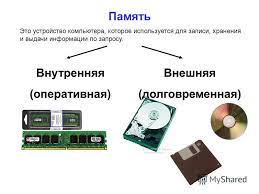 Память
Это устройство компьютера, которое используется для записи, хранения
и выдачи информации по запросу.
Внутренняя
(оперативная)
Внешняя
(долговременная)
MyShared